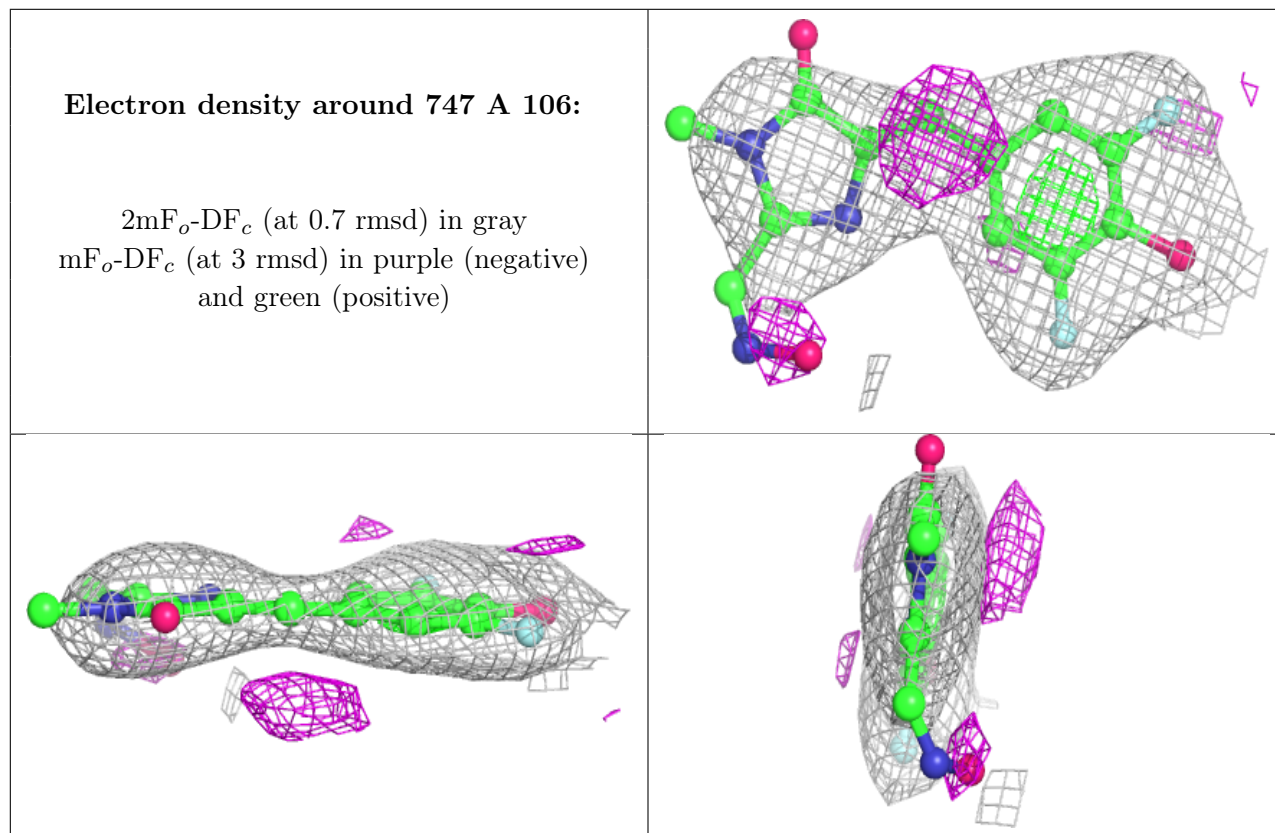 Electron density around 747 A 106:
2mFo-DFc (at 0.7 rmsd) in gray
mFo-DFc (at 3 rmsd) in purple (negative)
and green (positive)